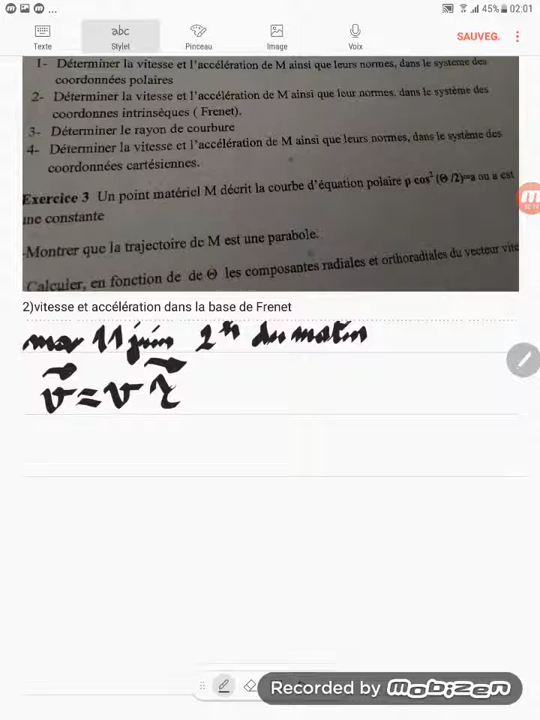 45% 02:01
Texte
abc
Stylet
Pinceau
Image
Voix
SAUVEG.
1- Déterminer la vitesse et l'accélération de M ainsi que leurs normes, dans le système des
coordonnées polaires
2- Déterminer la vitesse et l'accélération de M ainsi que leur normes, dans le système des
coordonnes intrinsèques ( Frenet).
3- Déterminer le rayon de courbure
4- Déterminer la vitesse et l'accélération de M ainsi que leurs normes, dans le système des
coordonnées cartésiennes.
Exercice 3 Un point matériel M décrit la courbe d'équation polaire ρ cos² (Θ /2)=a ou a est
une constante
-Montrer que la trajectoire de M est une parabole.
Calculer, en fonction de de Θ les composantes radiales et orthoradiales du vecteur vite
2)vitesse et accélération dans la base de Frenet
mar 11 juin 2h du matin
v⃗ = v τ⃗
Recorded by mobizen